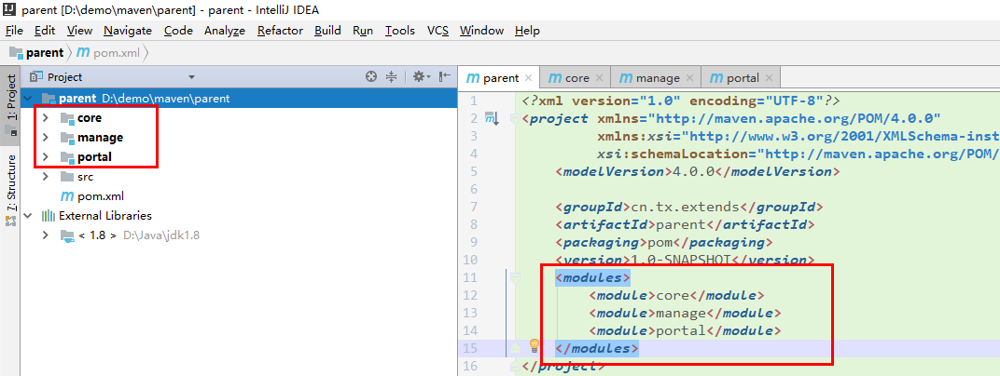 parent [D:\demo\maven\parent] - parent - IntelliJ IDEA
File Edit View Navigate Code Analyze Refactor Build Run Tools VCS Window Help
parent pom.xml
Project
parent core manage portal
1: Project
7: Structure
parent D:\demo\maven\parent
core
manage
portal
src
pom.xml
External Libraries
< 1.8 > D:\Java\jdk1.8
1 <?xml version="1.0" encoding="UTF-8"?>
2 <project xmlns="http://maven.apache.org/POM/4.0.0"
3 xmlns:xsi="http://www.w3.org/2001/XMLSchema-inst
4 xsi:schemaLocation="http://maven.apache.org/POM/
5 <modelVersion>4.0.0</modelVersion>
6
7 <groupId>cn.tx.extends</groupId>
8 <artifactId>parent</artifactId>
9 <packaging>pom</packaging>
10 <version>1.0-SNAPSHOT</version>
11 <modules>
12 <module>core</module>
13 <module>manage</module>
14 <module>portal</module>
15 </modules>
16 </project>